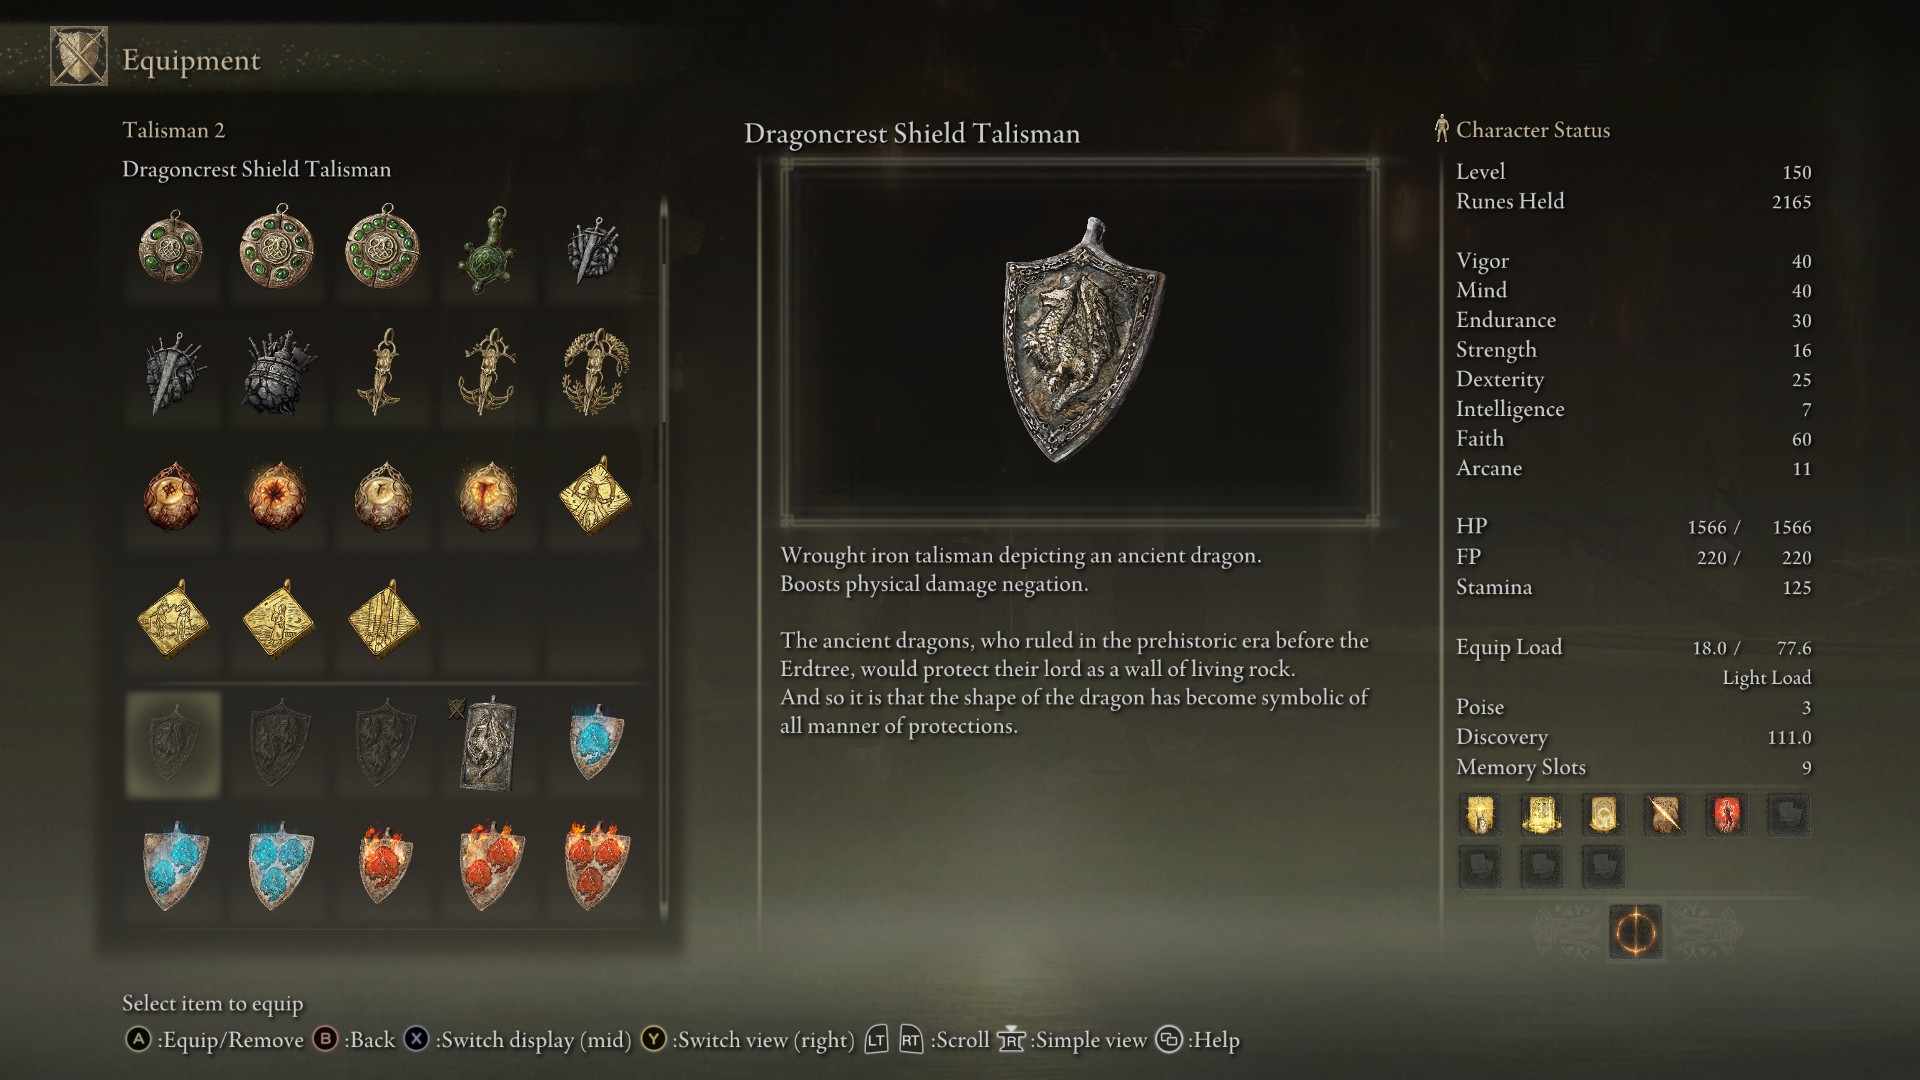 Equipment
Talisman 2
Dragoncrest Shield Talisman
Dragoncrest Shield Talisman
Wrought iron talisman depicting an ancient dragon.
Boosts physical damage negation.
The ancient dragons, who ruled in the prehistoric era before the
Erdtree, would protect their lord as a wall of living rock.
And so it is that the shape of the dragon has become symbolic of
all manner of protections.
Character Status
Level 150
Runes Held 2165
Vigor 40
Mind 40
Endurance 30
Strength 16
Dexterity 25
Intelligence 7
Faith 60
Arcane 11
HP 1566 / 1566
FP 220 / 220
Stamina 125
Equip Load 18.0 / 77.6
Light Load
Poise 3
Discovery 111.0
Memory Slots 9
Select item to equip
A :Equip/Remove B :Back X :Switch display (mid) Y :Switch view (right) LT RT :Scroll R :Simple view :Help